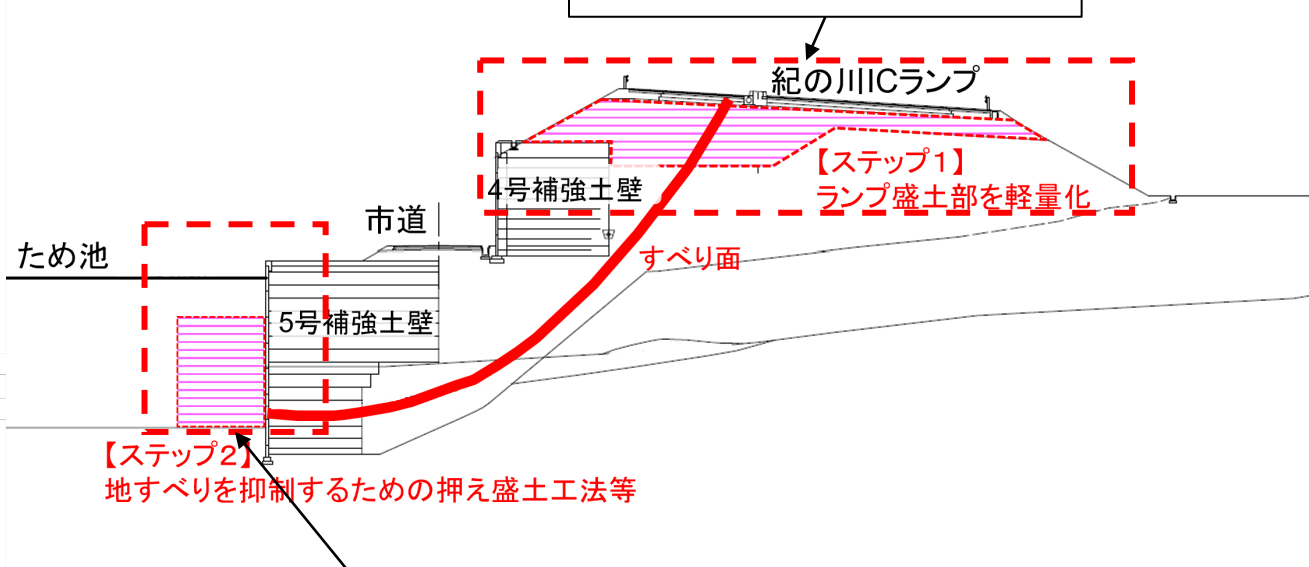 紀の川ICランプ
【ステップ1】
ランプ盛土部を軽量化
4号補強土壁
市道
すべり面
ため池
5号補強土壁
【ステップ2】
地すべりを抑制するための押え盛土工法等